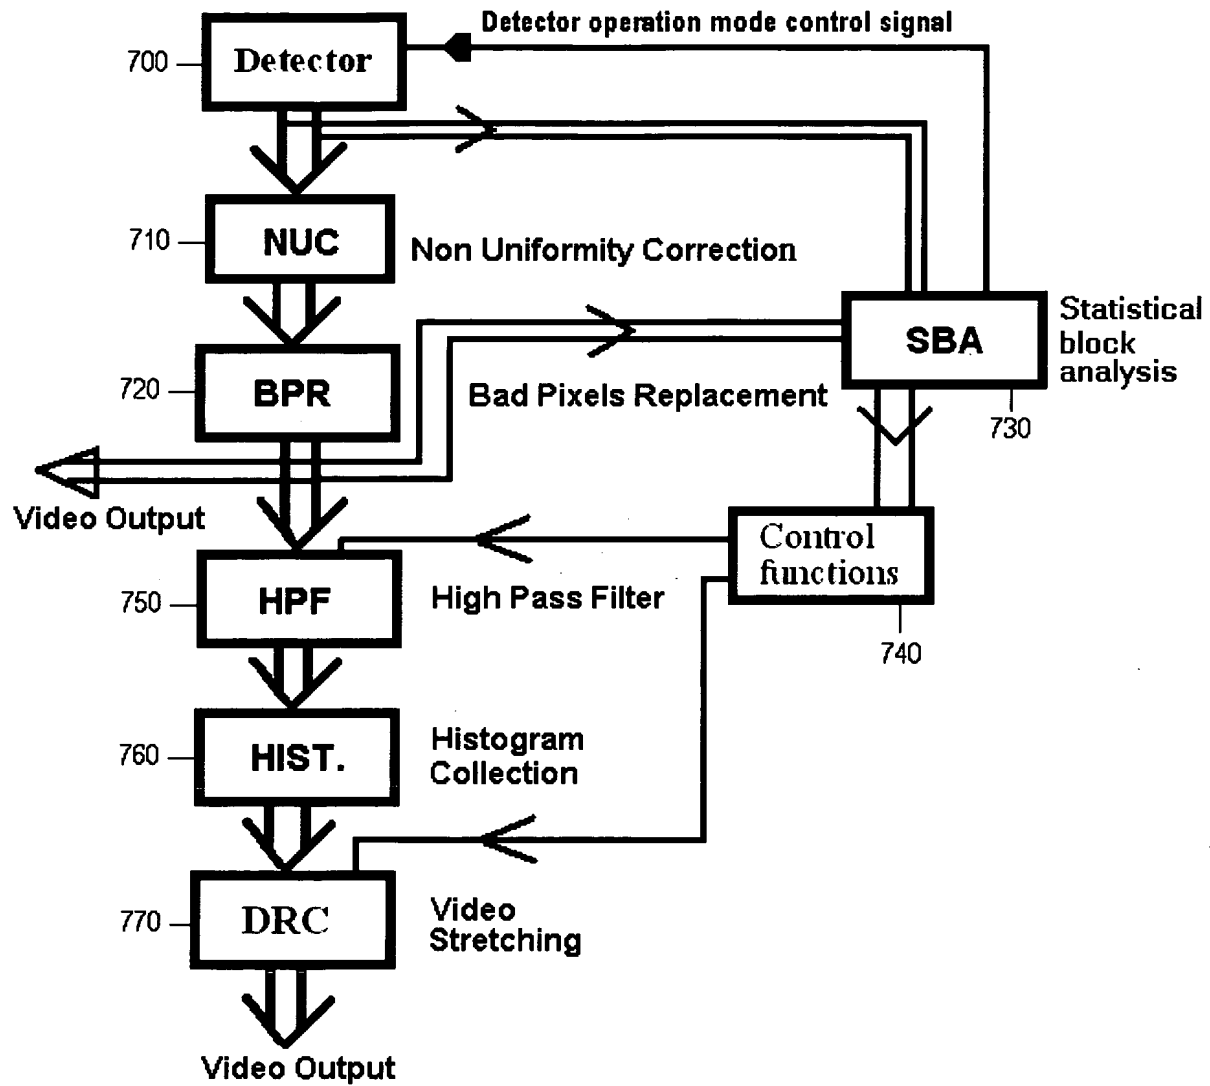 Detector operation mode control signal
700
Detector
710
NUC
Non Uniformity Correction
Statistical
block
analysis
SBA
720
BPR
Bad Pixels Replacement
730
Video Output
Control
functions
750
HPF
High Pass Filter
740
760
HIST.
Histogram
Collection
770
DRC
Video
Stretching
Video Output